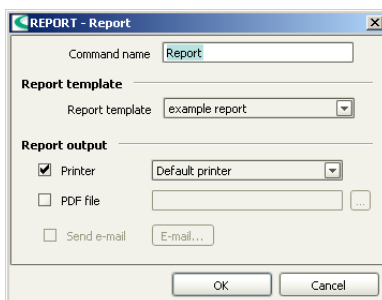 REPORT - Report
Command name Report
Report template
Report template example report
Report output
Printer Default printer
PDF file ...
Send e-mail E-mail...
OK Cancel